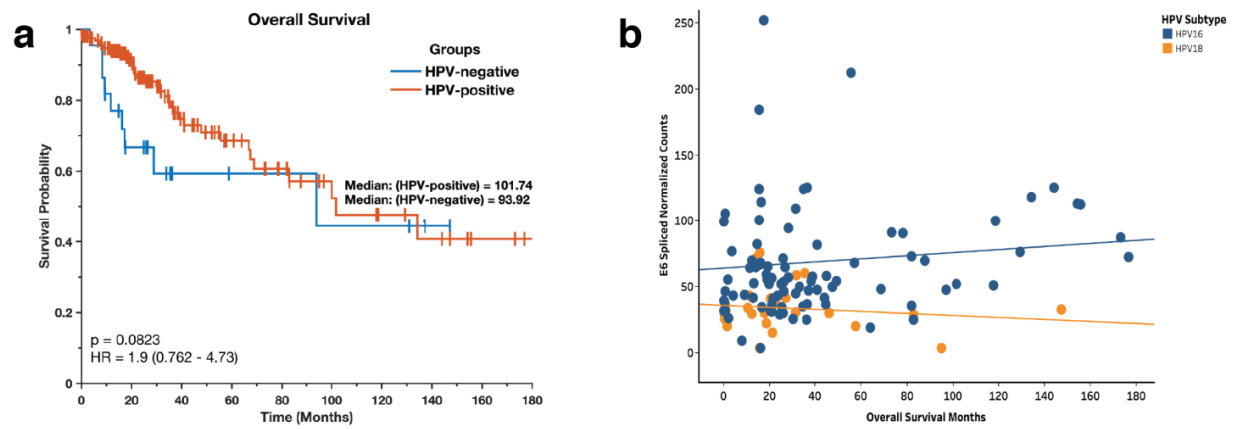 a
Overall Survival
Groups
HPV-negative
HPV-positive
Median: (HPV-positive) = 101.74
Median: (HPV-negative) = 93.92
p = 0.0823
HR = 1.9 (0.762 - 4.73)
Survival Probability
1
0.8
0.6
0.4
0.2
0
0 20 40 60 80 100 120 140 160 180
Time (Months)
b
HPV Subtype
HPV16
HPV18
E6 Spliced Normalized Counts
250
200
150
100
50
0
0 20 40 60 80 100 120 140 160 180
Overall Survival Months